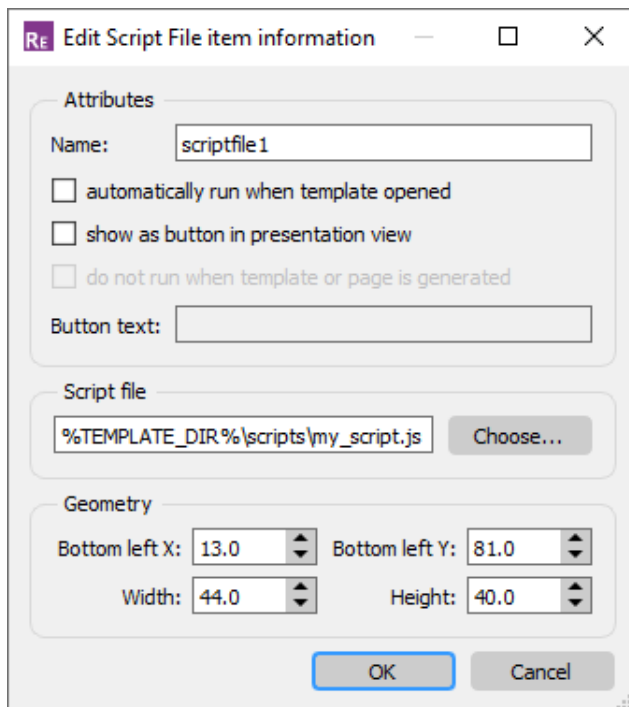 RE Edit Script File item information
Attributes
Name: scriptfile1
automatically run when template opened
show as button in presentation view
do not run when template or page is generated
Button text:
Script file
%TEMPLATE_DIR%\scripts\my_script.js Choose...
Geometry
Bottom left X: 13.0 Bottom left Y: 81.0
Width: 44.0 Height: 40.0
OK Cancel